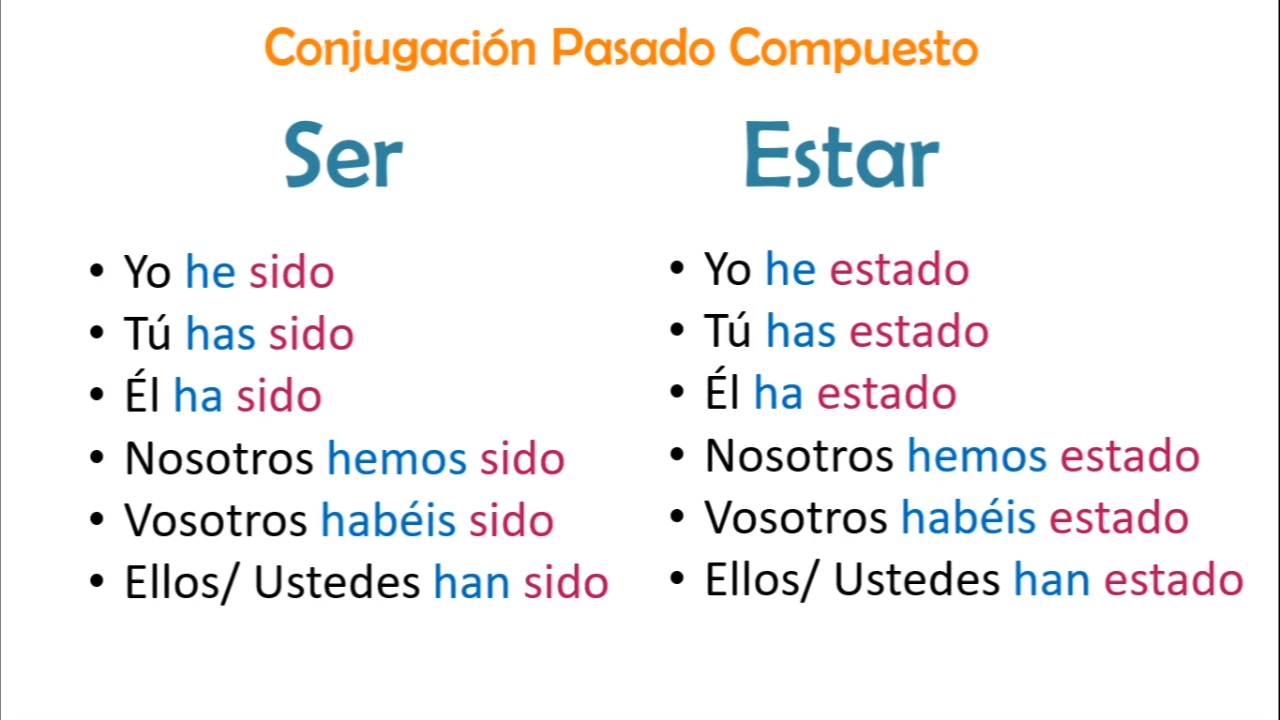 Conjugación Pasado Compuesto
Ser
• Yo he sido
• Tú has sido
• Él ha sido
• Nosotros hemos sido
• Vosotros habéis sido
• Ellos/ Ustedes han sido
Estar
• Yo he estado
• Tú has estado
• Él ha estado
• Nosotros hemos estado
• Vosotros habéis estado
• Ellos/ Ustedes han estado